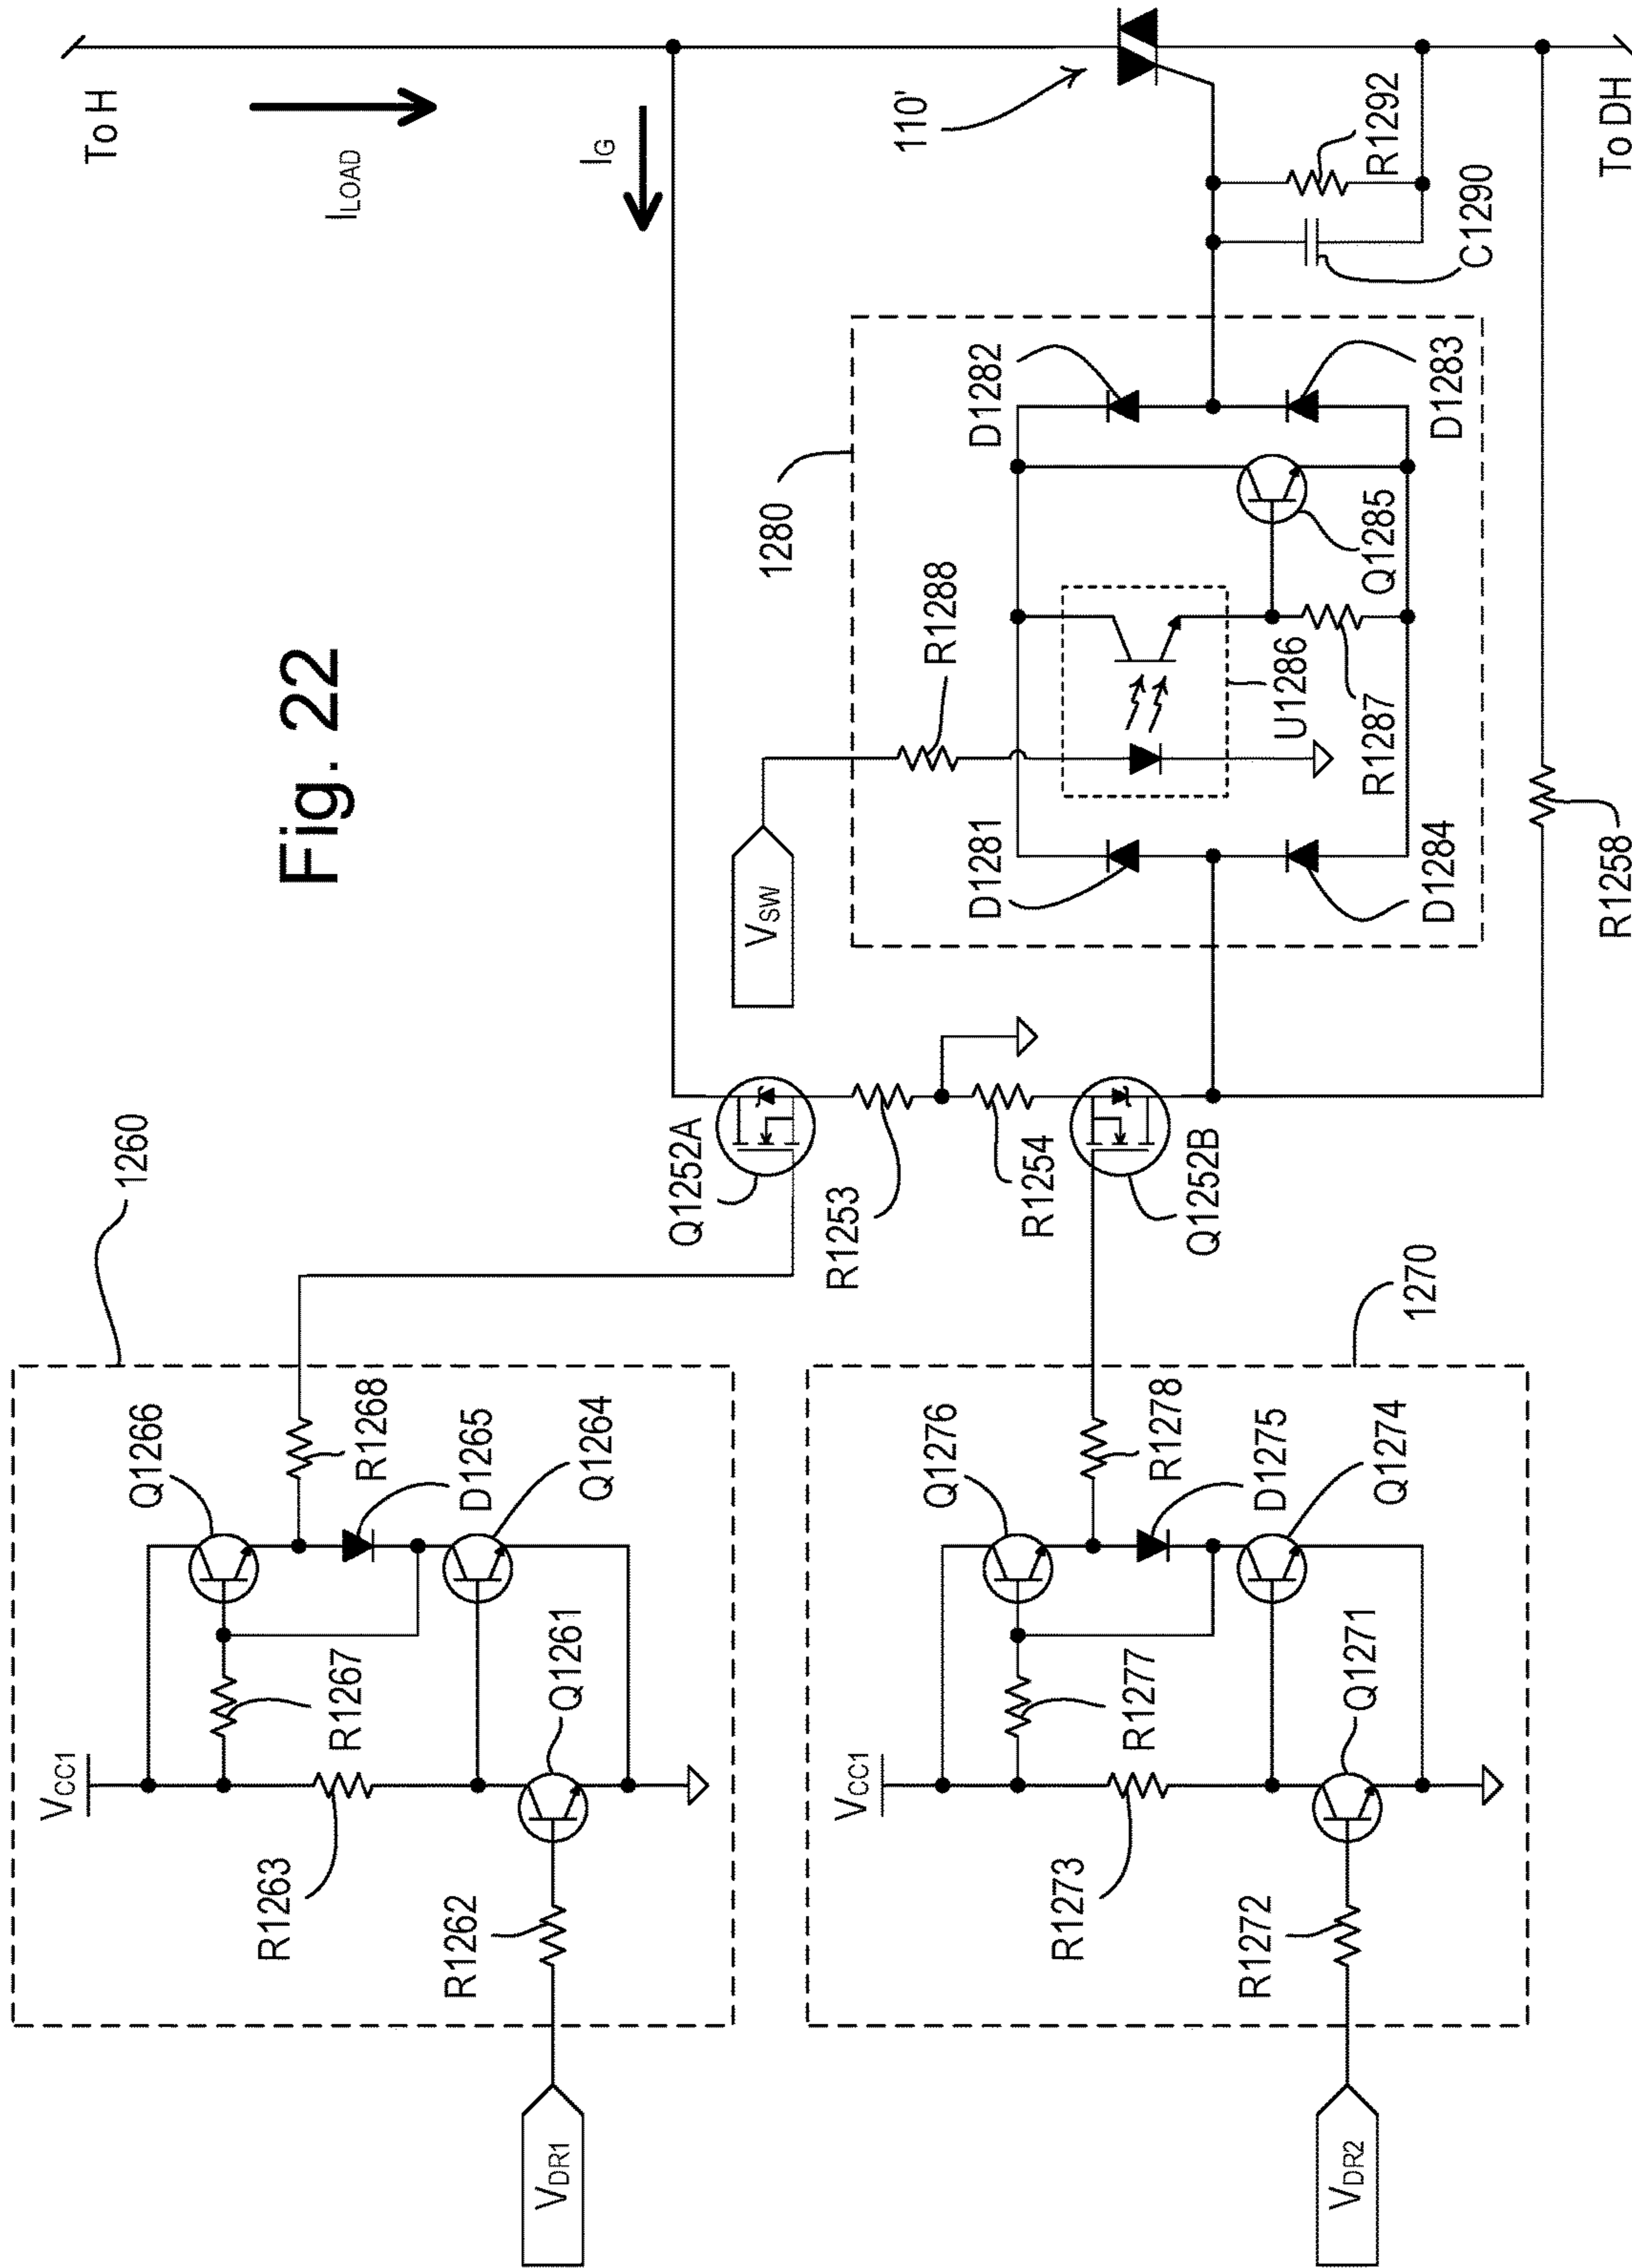 Fig. 22
To H
I_LOAD
I_G
110'
R1292
C1290
To DH
1280
D1282
D1283
R1288
Q1285
U1286
R1287
V_SW
D1281
D1284
R1258
1260
Q1252A
R1253
R1254
Q1252B
1270
Q1266
R1268
D1265
Q1264
V_CC1
R1267
Q1261
R1263
R1262
V_DR1
Q1276
R1278
D1275
Q1274
V_CC1
R1277
Q1271
R1273
R1272
V_DR2